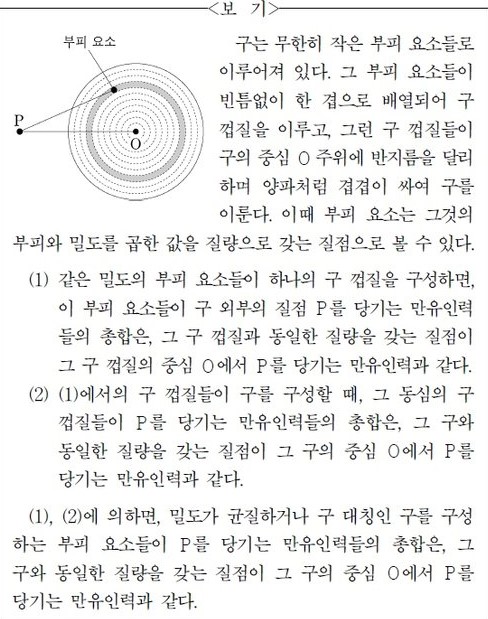 <보 기>
부피 요소
P
O
구는 무한히 작은 부피 요소들로
이루어져 있다. 그 부피 요소들이
빈틈없이 한 겹으로 배열되어 구
껍질을 이루고, 그런 구 껍질들이
구의 중심 O 주위에 반지름을 달리
하며 양파처럼 겹겹이 싸여 구를
이룬다. 이때 부피 요소는 그것의
부피와 밀도를 곱한 값을 질량으로 갖는 질점으로 볼 수 있다.
(1) 같은 밀도의 부피 요소들이 하나의 구 껍질을 구성하면,
이 부피 요소들이 구 외부의 질점 P를 당기는 만유인력
들의 총합은, 그 구 껍질과 동일한 질량을 갖는 질점이
그 구 껍질의 중심 O에서 P를 당기는 만유인력과 같다.
(2) (1)에서의 구 껍질들이 구를 구성할 때, 그 동심의 구
껍질들이 P를 당기는 만유인력들의 총합은, 그 구와
동일한 질량을 갖는 질점이 그 구의 중심 O에서 P를
당기는 만유인력과 같다.
(1), (2)에 의하면, 밀도가 균질하거나 구 대칭인 구를 구성
하는 부피 요소들이 P를 당기는 만유인력들의 총합은, 그
구와 동일한 질량을 갖는 질점이 그 구의 중심 O에서 P를
당기는 만유인력과 같다.